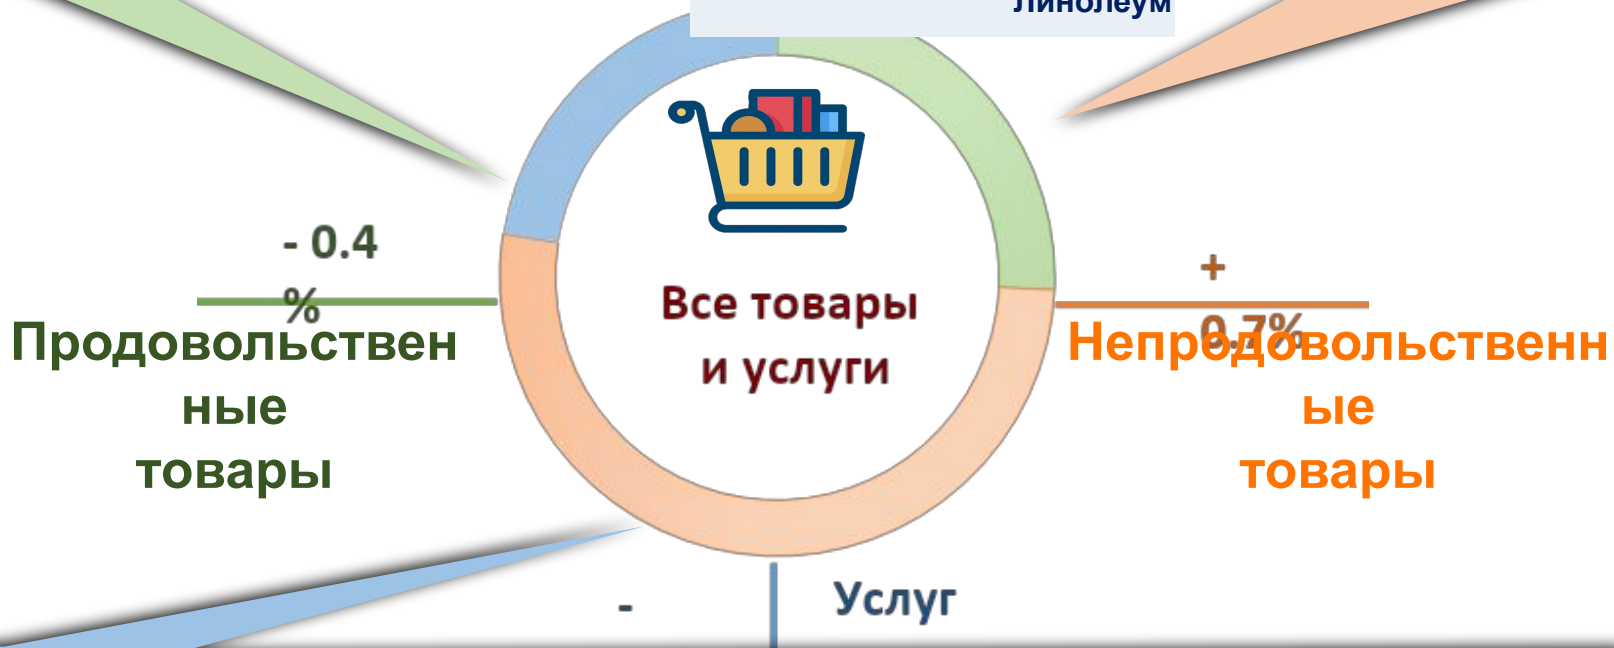 Линолеум
- 0.4
%
Продовольствен
ные
товары
Все товары
и услуги
+
0.7%
Непродовольственн
ые
товары
-
Услуг